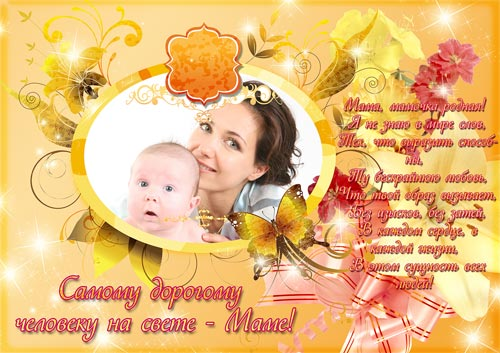 Мама, мамочка родная!
Я не знаю в мире слов,
Тех, что выразить способ-
ны,
Ту бескрайнюю любовь,
Что твой образ вызывает,
Без изысков, без затей.
В каждом сердце, в
каждой жизни,
В этом сущность всех
людей!
Самому дорогому
человеку на свете - Маме!